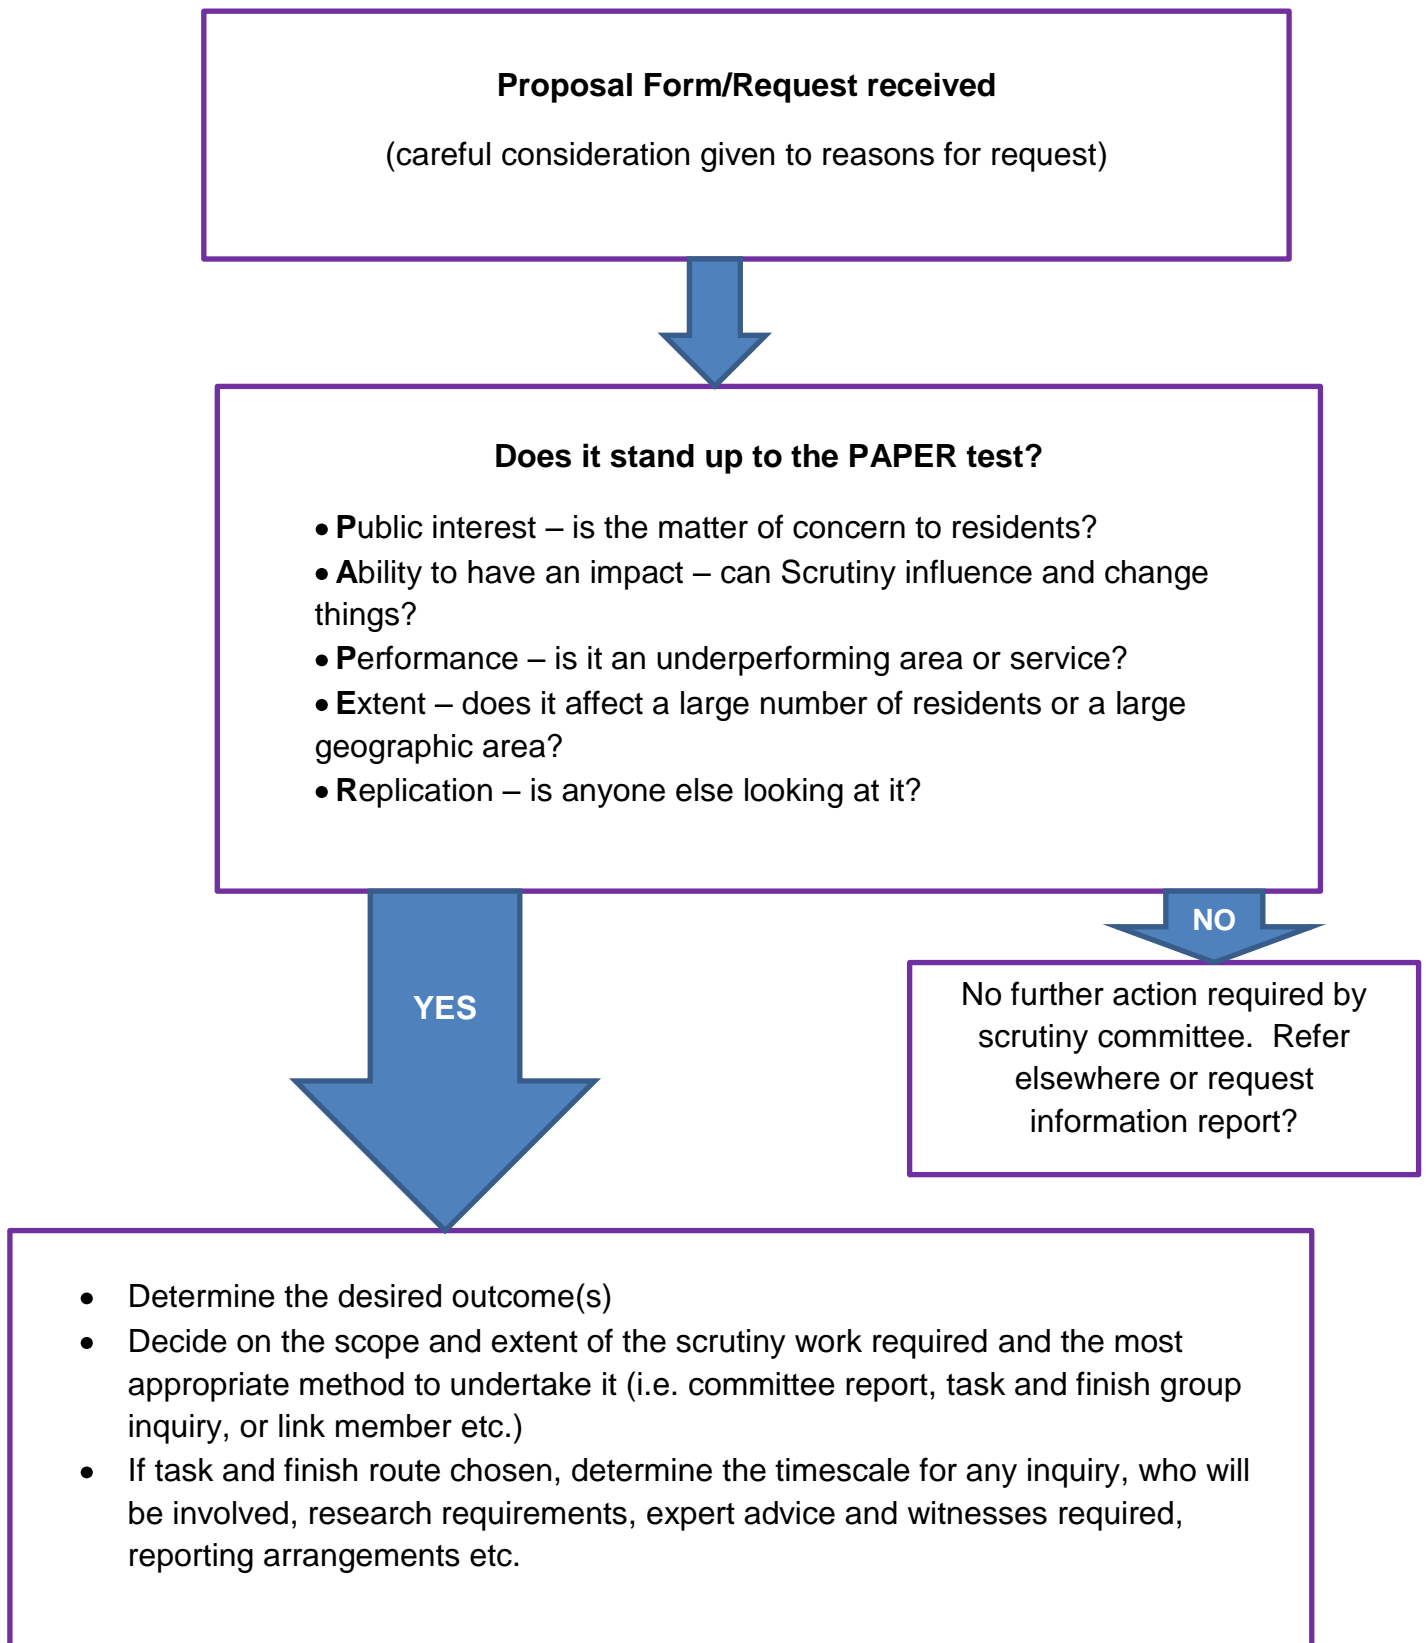 Proposal Form/Request received
(careful consideration given to reasons for request)
Does it stand up to the PAPER test?
• Public interest – is the matter of concern to residents?
• Ability to have an impact – can Scrutiny influence and change
things?
• Performance – is it an underperforming area or service?
• Extent – does it affect a large number of residents or a large
geographic area?
• Replication – is anyone else looking at it?
NO
YES
No further action required by
scrutiny committee.  Refer
elsewhere or request
information report?
• Determine the desired outcome(s)
• Decide on the scope and extent of the scrutiny work required and the most
appropriate method to undertake it (i.e. committee report, task and finish group
inquiry, or link member etc.)
• If task and finish route chosen, determine the timescale for any inquiry, who will
be involved, research requirements, expert advice and witnesses required,
reporting arrangements etc.